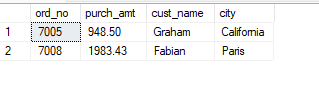 ord_no purch_amt cust_name city
1 7005 948.50 Graham California
2 7008 1983.43 Fabian Paris